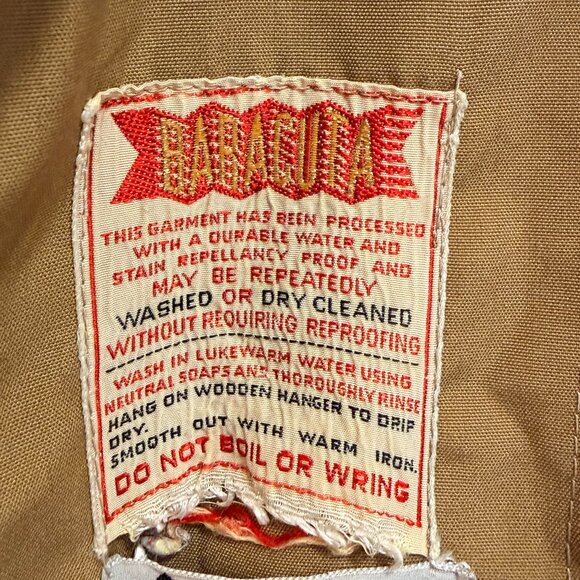 BARACUTA
THIS GARMENT HAS BEEN PROCESSED
WITH A DURABLE WATER AND
STAIN REPELLANCY PROOF AND
MAY BE REPEATEDLY
WASHED OR DRY CLEANED
WITHOUT REQUIRING REPROOFING
WASH IN LUKEWARM WATER USING
NEUTRAL SOAPS AND THOROUGHLY RINSE
HANG ON WOODEN HANGER TO DRIP
DRY.
SMOOTH OUT WITH WARM IRON.
DO NOT BOIL OR WRING